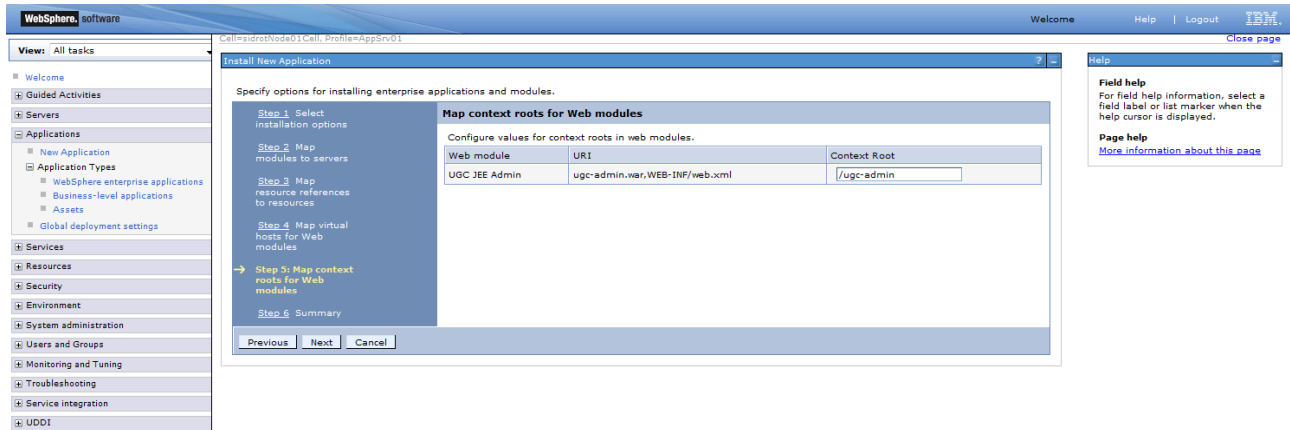 WebSphere. software
Welcome
Help | Logout
IBM.
View: All tasks
Cell=sidrotNode01Cell, Profile=AppSrv01
Close page
Welcome
Guided Activities
Servers
Applications
New Application
Application Types
WebSphere enterprise applications
Business-level applications
Assets
Global deployment settings
Services
Resources
Security
Environment
System administration
Users and Groups
Monitoring and Tuning
Troubleshooting
Service integration
UDDI
Install New Application
? -
Specify options for installing enterprise applications and modules.
Step 1 Select
installation options
Step 2 Map
modules to servers
Step 3 Map
resource references
to resources
Step 4 Map virtual
hosts for Web
modules
Step 5: Map context
roots for Web
modules
Step 6 Summary
Map context roots for Web modules
Configure values for context roots in web modules.
Web module URI Context Root
UGC JEE Admin ugc-admin.war,WEB-INF/web.xml /ugc-admin
Previous Next Cancel
Help
Field help
For field help information, select a
field label or list marker when the
help cursor is displayed.
Page help
More information about this page